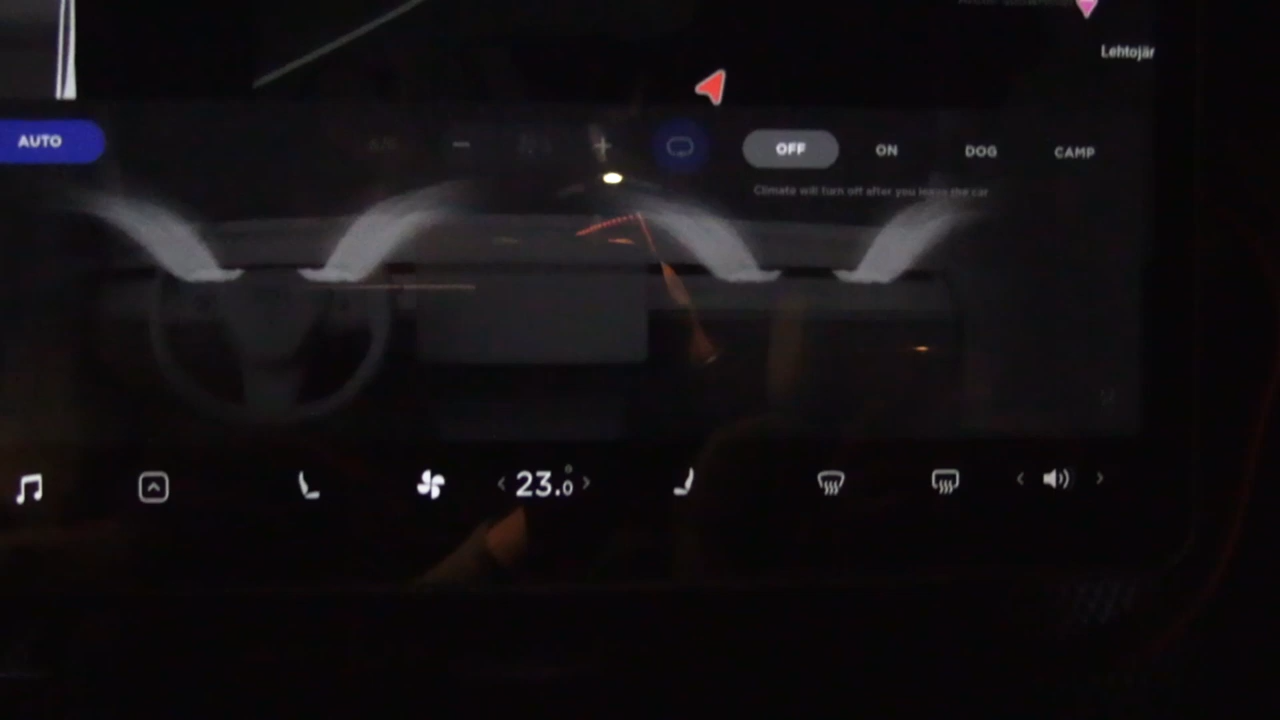 Lehtojär
AUTO
OFF ON DOG CAMP
Climate will turn off after you leave the car
23.0°